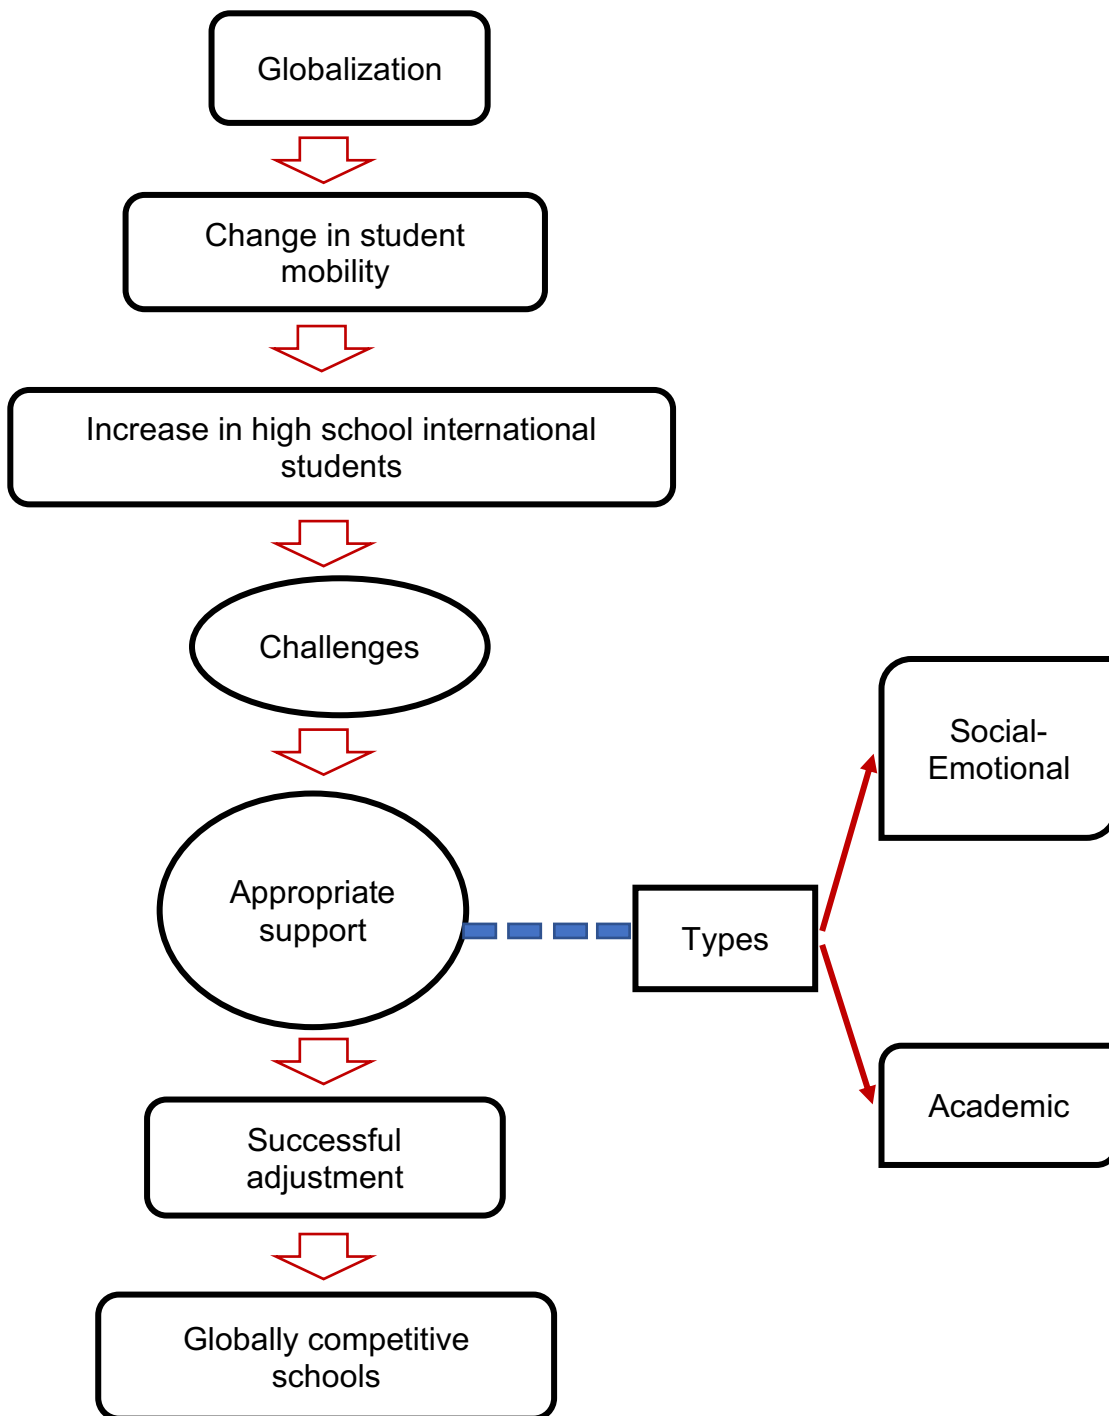 Globalization
Change in student
mobility
Increase in high school international
students
Challenges
Social-
Emotional
Appropriate
support
Types
Academic
Successful
adjustment
Globally competitive
schools